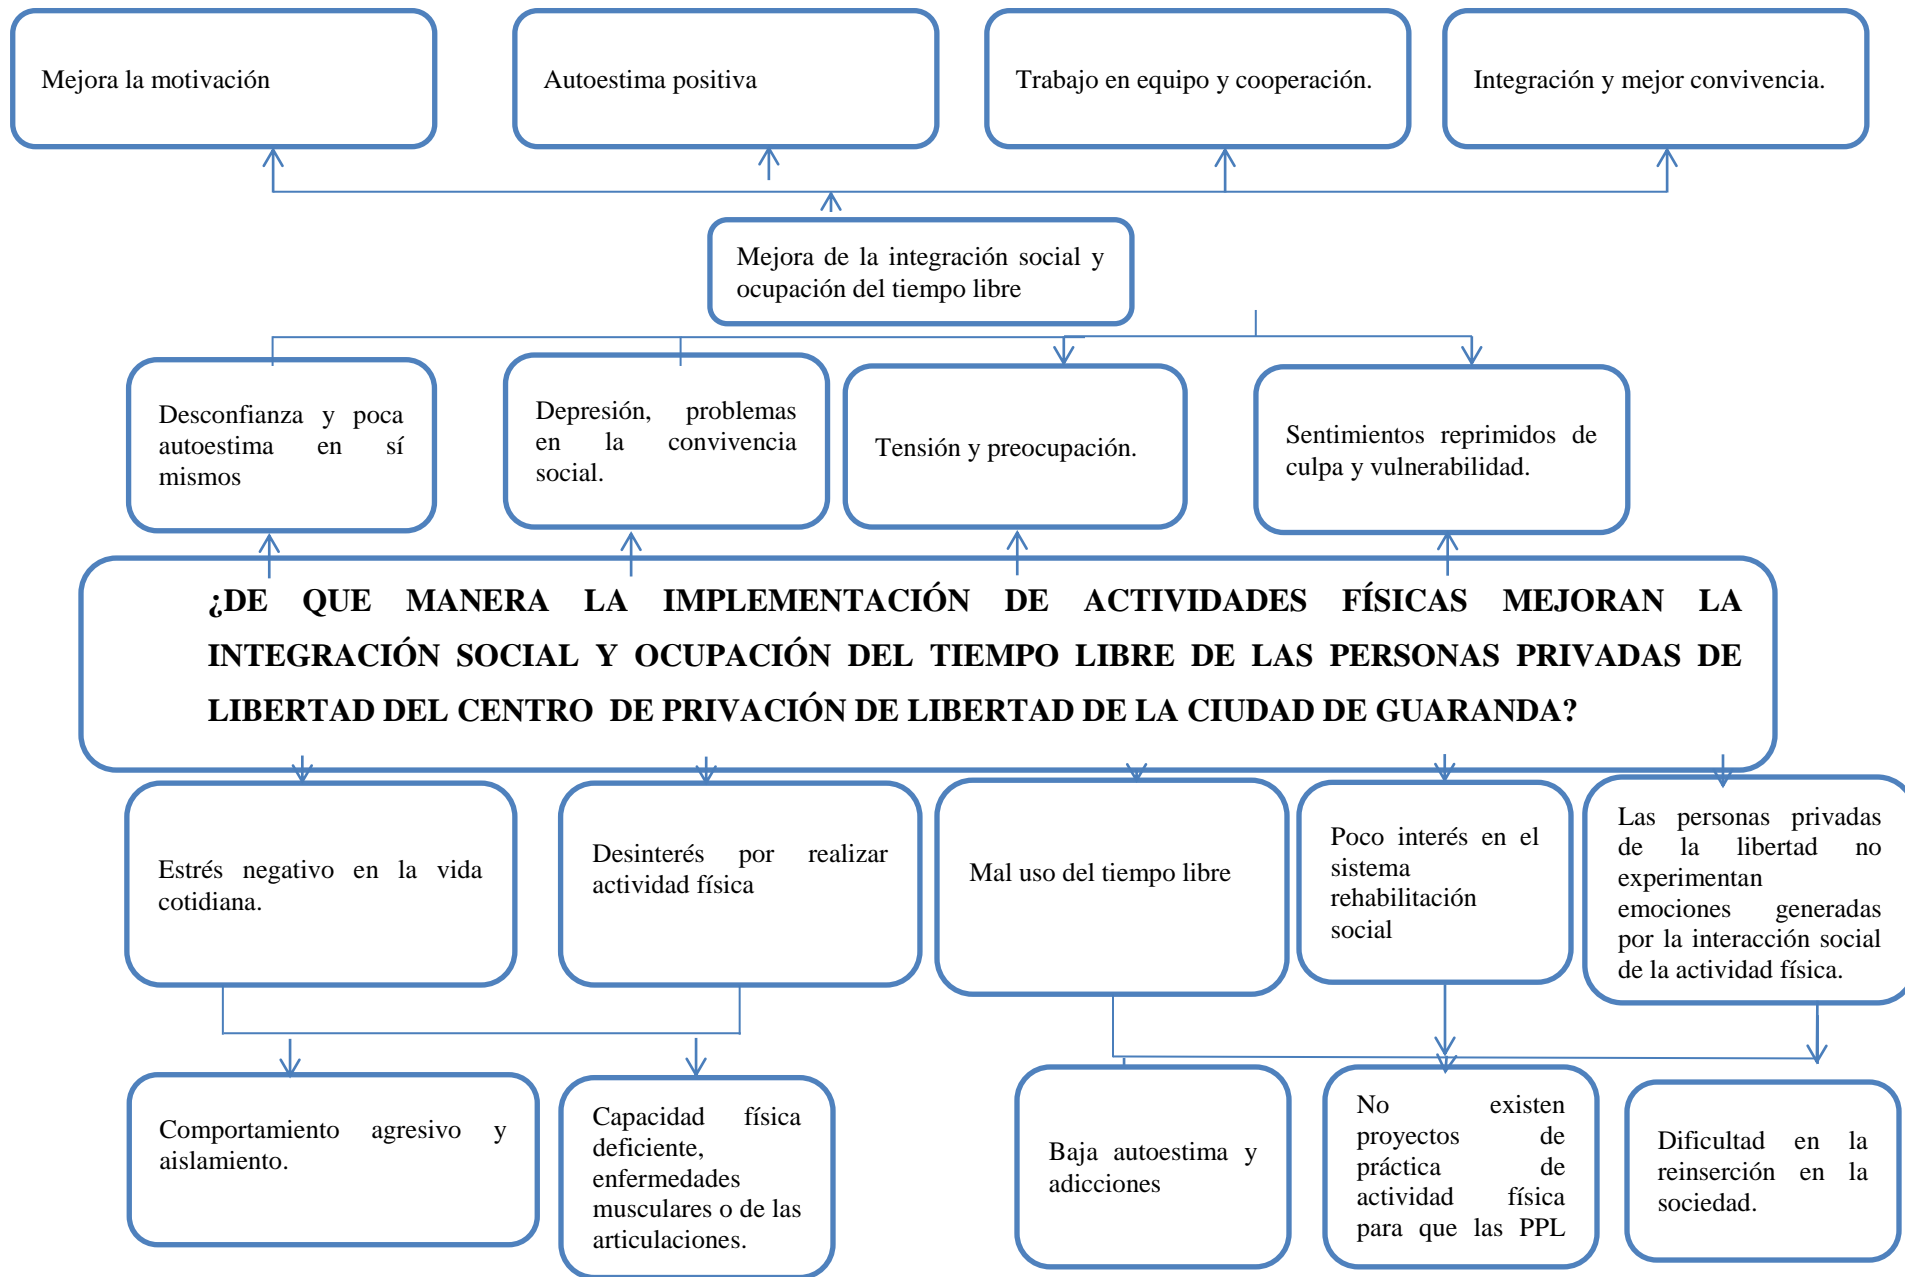 Mejora la motivación
Autoestima positiva
Trabajo en equipo y cooperación.
Integración y mejor convivencia.
Mejora de la integración social y
ocupación del tiempo libre
Desconfianza y poca
autoestima en sí
mismos
Depresión, problemas
en la convivencia
social.
Tensión y preocupación.
Sentimientos reprimidos de
culpa y vulnerabilidad.
¿DE QUE MANERA LA IMPLEMENTACIÓN DE ACTIVIDADES FÍSICAS MEJORAN LA
INTEGRACIÓN SOCIAL Y OCUPACIÓN DEL TIEMPO LIBRE DE LAS PERSONAS PRIVADAS DE
LIBERTAD DEL CENTRO DE PRIVACIÓN DE LIBERTAD DE LA CIUDAD DE GUARANDA?
Estrés negativo en la vida
cotidiana.
Desinterés por realizar
actividad física
Mal uso del tiempo libre
Poco interés en el
sistema
rehabilitación
social
Las personas privadas
de la libertad no
experimentan
emociones generadas
por la interacción social
de la actividad física.
Comportamiento agresivo y
aislamiento.
Capacidad física
deficiente,
enfermedades
musculares o de las
articulaciones.
Baja autoestima y
adicciones
No existen
proyectos de
práctica de
actividad física
para que las PPL
Dificultad en la
reinserción en la
sociedad.